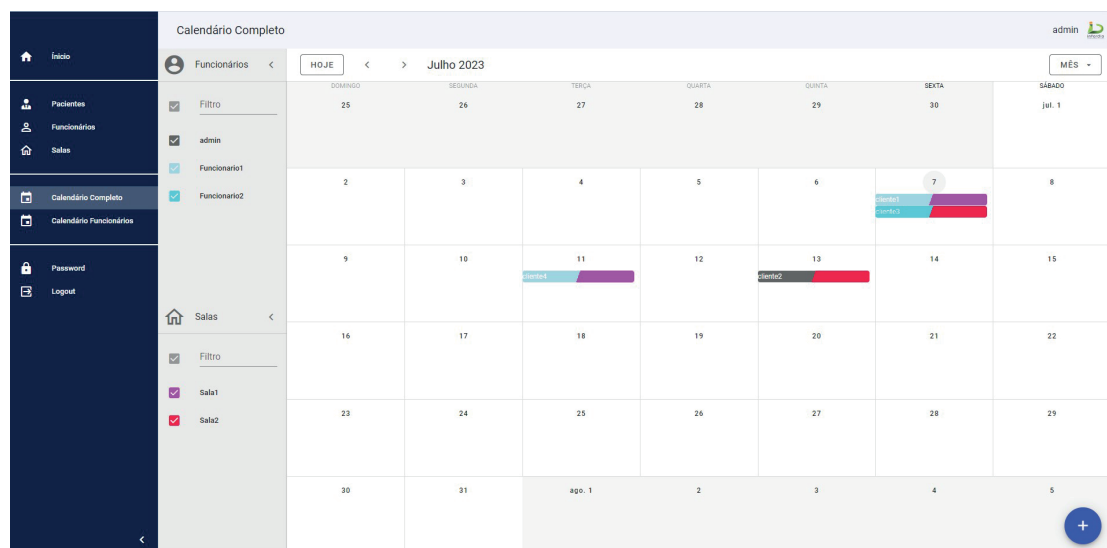 Calendário Completo
admin
Ínicio
Pacientes
Funcionários
Salas
Calendário Completo
Calendário Funcionários
Password
Logout
Funcionários
Filtro
admin
Funcionario1
Funcionario2
Salas
Filtro
Sala1
Sala2
HOJE
Julho 2023
MÊS
DOMINGO SEGUNDA TERÇA QUARTA QUINTA SEXTA SÁBADO
25 26 27 28 29 30 jul. 1
2 3 4 5 6 7 8
cliente1
cliente3
9 10 11 12 13 14 15
cliente4 cliente2
16 17 18 19 20 21 22
23 24 25 26 27 28 29
30 31 ago. 1 2 3 4 5
+